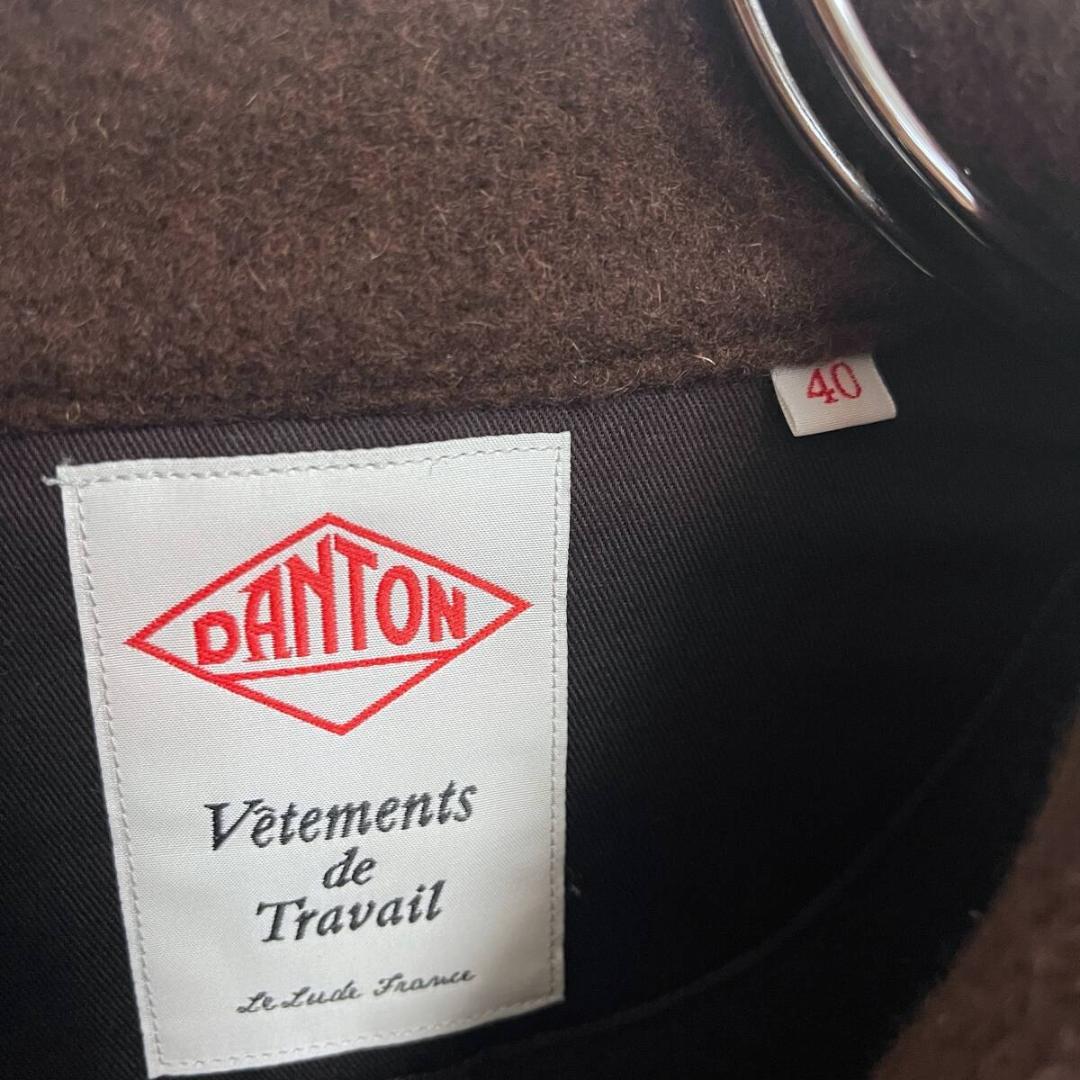 40
DANTON
Vêtements
de
Travail
Le Lude France